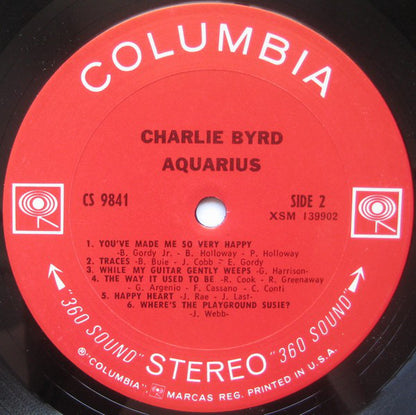 COLUMBIA
CHARLIE BYRD
AQUARIUS
CS 9841
SIDE 2
XSM 139902
1. YOU'VE MADE ME SO VERY HAPPY
-B. Gordy Jr. - B. Holloway - P. Holloway
2. TRACES -B. Buie - J. Cobb - E. Gordy
3. WHILE MY GUITAR GENTLY WEEPS -G. Harrison-
4. THE WAY IT USED TO BE -R. Cook - R. Greenaway
- G. Argenio - F. Cassano - C. Conti
5. HAPPY HEART -J. Rae - J. Last-
6. WHERE'S THE PLAYGROUND SUSIE?
-J. Webb-
"360 SOUND" STEREO "360 SOUND"
® "COLUMBIA" MARCAS REG. PRINTED IN U.S.A.